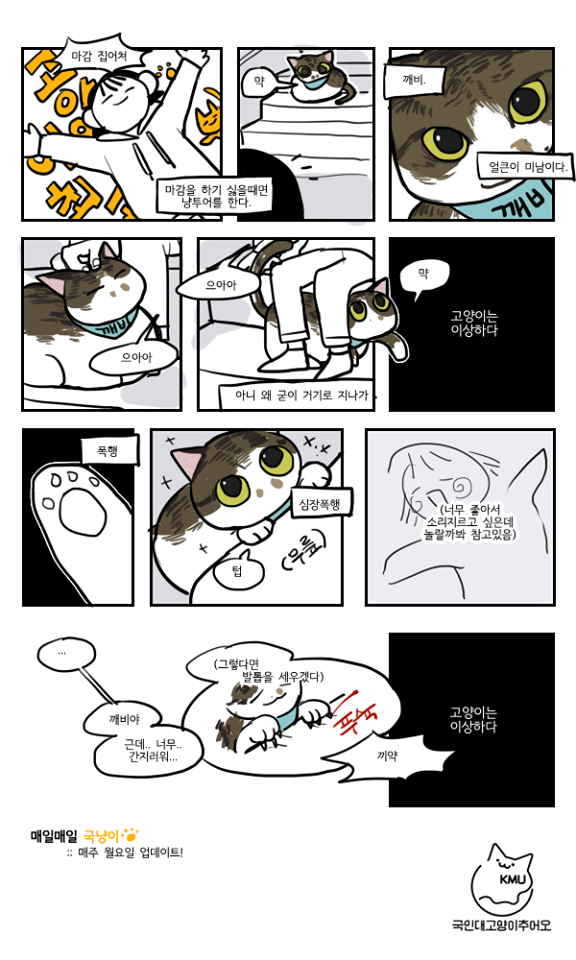 마감 집어쳐
마감을 하기 싫을때면
냥투어를 한다.
먁
깨비.
얼큰이 미남이다.
깨비
깨비
으아아
으아아
아니 왜 굳이 거기로 지나가
먁
고양이는
이상하다
폭행
심장폭행
텁
(무릎)
(너무 좋아서
소리지르고 싶은데
놀랄까봐 참고있음)
...
깨비야
근데.. 너무..
간지러워...
(그렇다면
발톱을 세우겠다)
푸슉
끼약
고양이는
이상하다
매일매일 국냥이
:: 매주 월요일 업데이트!
KMU
국민대고양이추어오